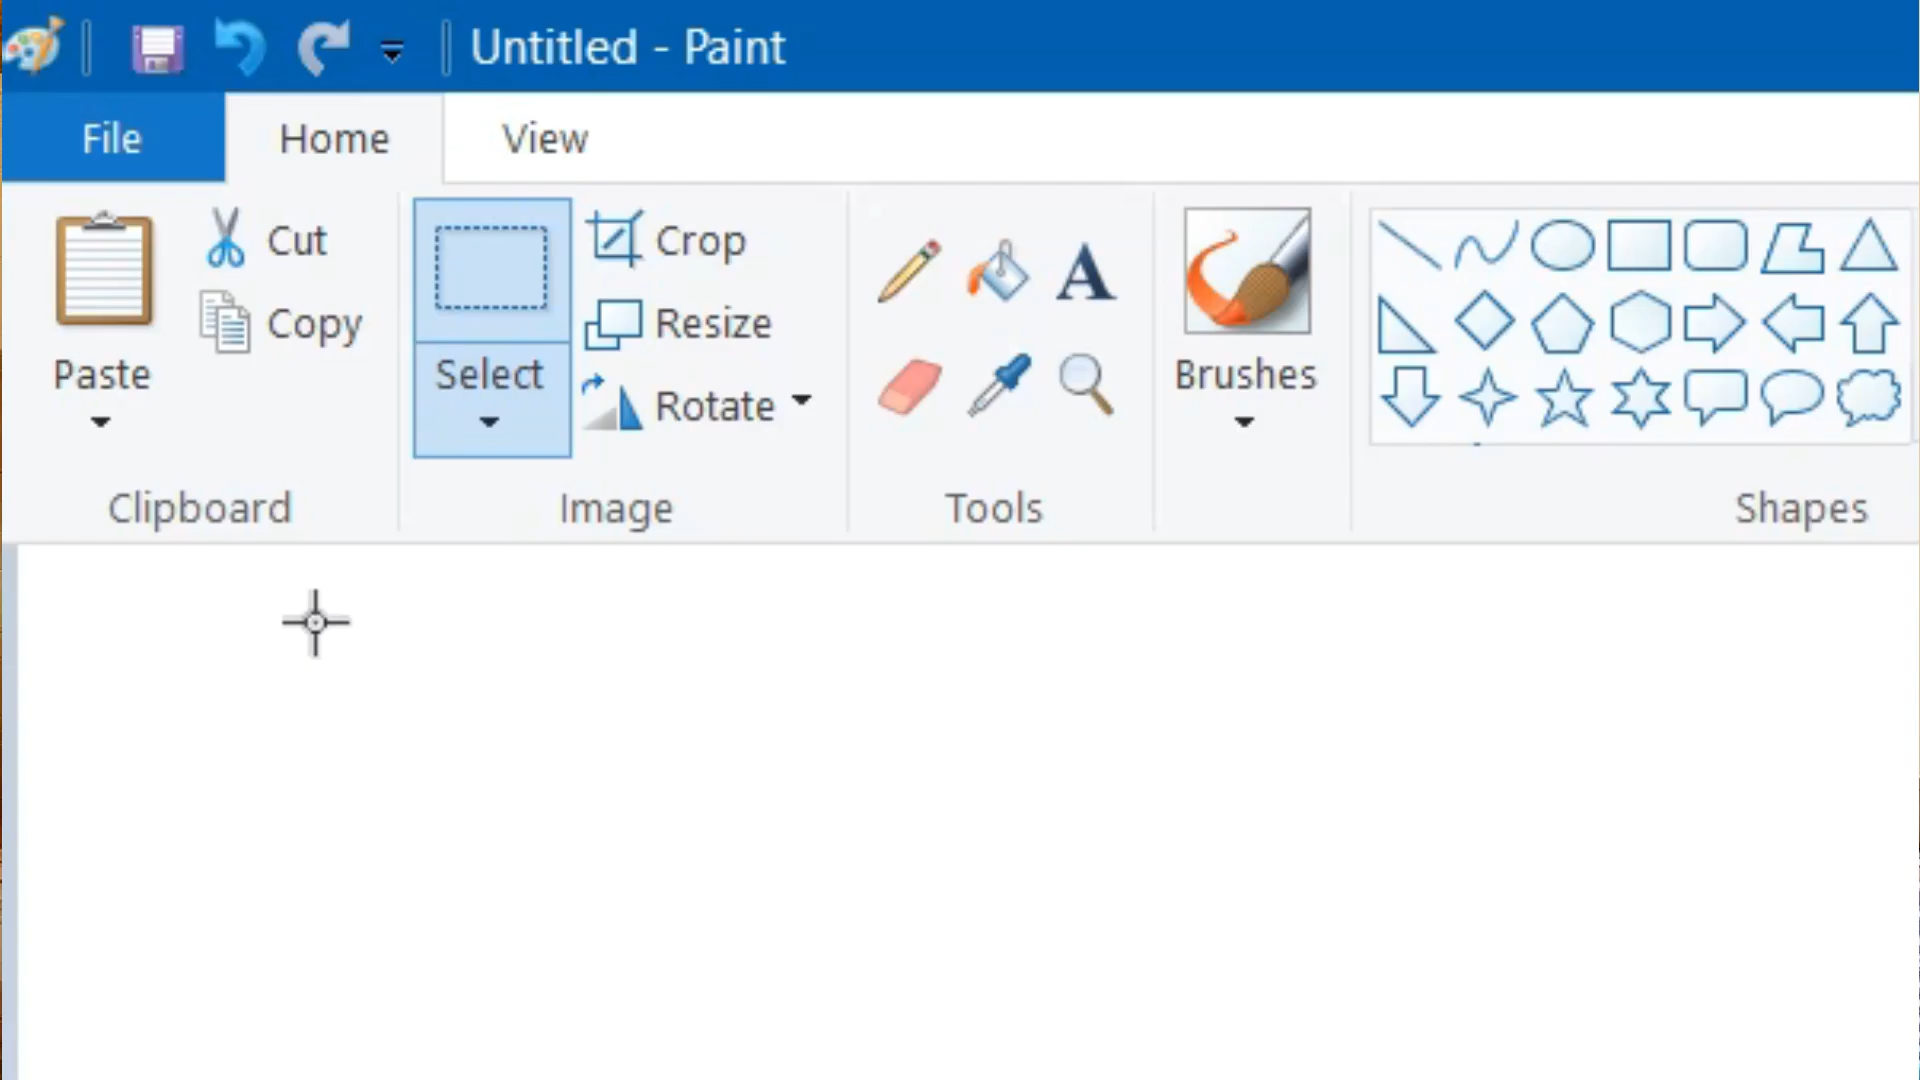 Untitled - Paint
File Home View
Cut
Copy
Paste
Clipboard
Select
Crop
Resize
Rotate
Image
A
Tools
Brushes
Shapes